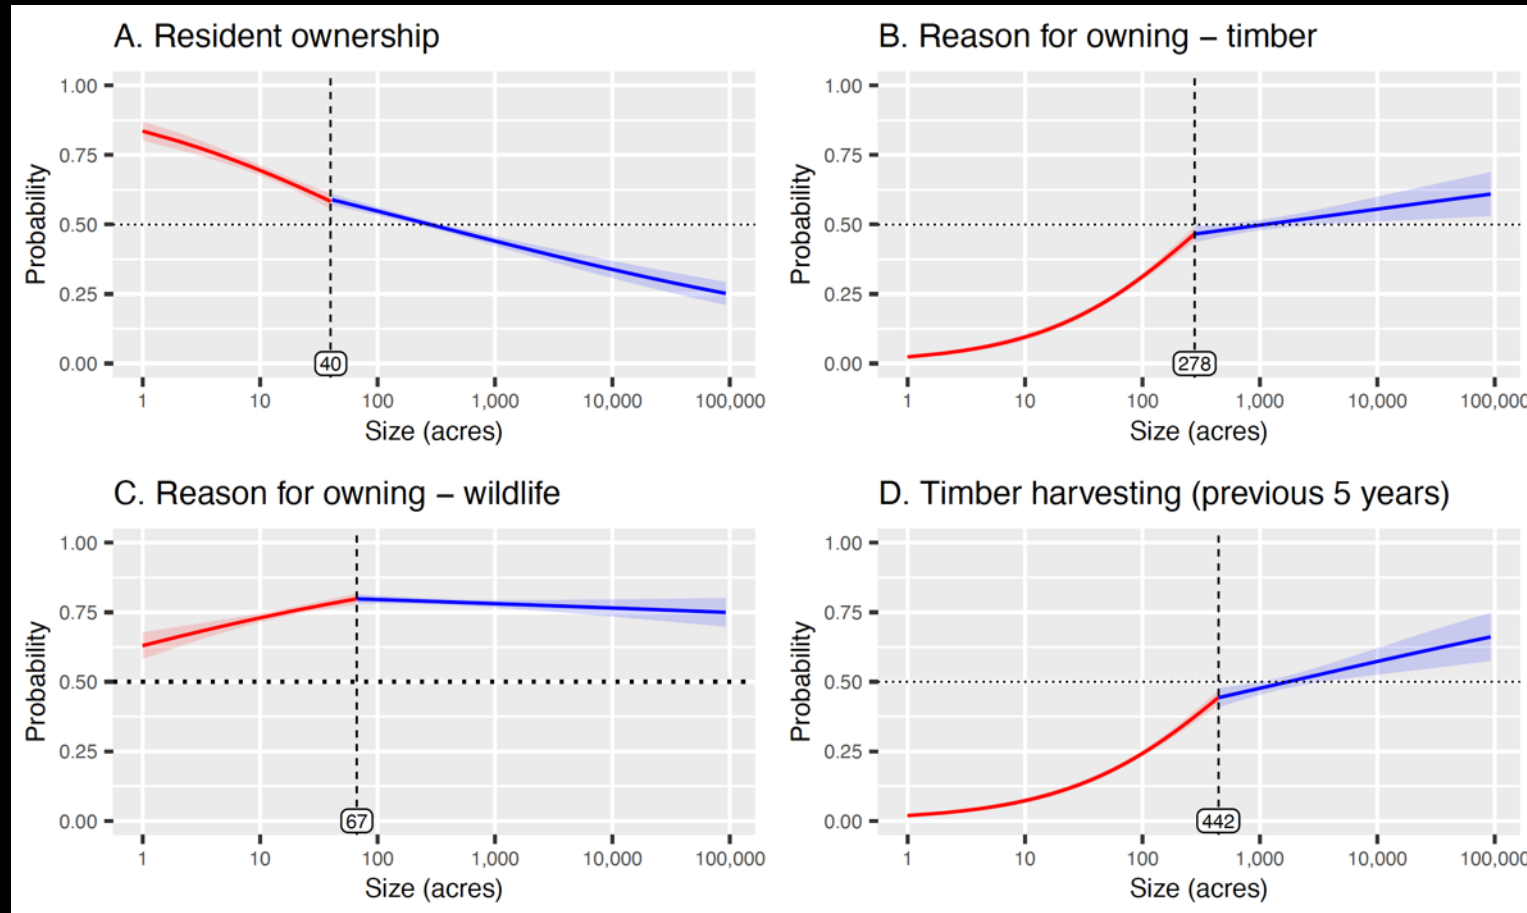 A. Resident ownership
1.00
0.75
0.50
0.25
0.00
Probability
40
1 10 100 1,000 10,000 100,000
Size (acres)
B. Reason for owning – timber
1.00
0.75
0.50
0.25
0.00
Probability
278
1 10 100 1,000 10,000 100,000
Size (acres)
C. Reason for owning – wildlife
1.00
0.75
0.50
0.25
0.00
Probability
67
1 10 100 1,000 10,000 100,000
Size (acres)
D. Timber harvesting (previous 5 years)
1.00
0.75
0.50
0.25
0.00
Probability
442
1 10 100 1,000 10,000 100,000
Size (acres)